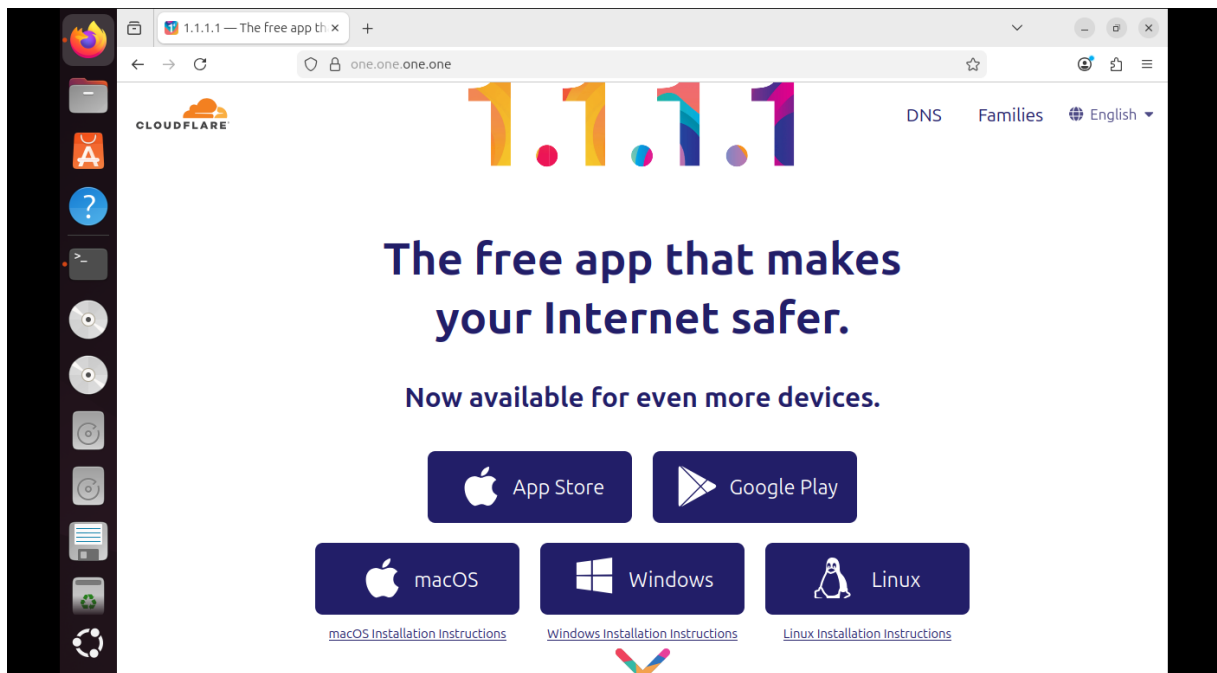 1.1.1.1 — The free app th
one.one.one.one
CLOUDFLARE
1.1.1.1
DNS Families English
The free app that makes
your Internet safer.
Now available for even more devices.
App Store Google Play
macOS Windows Linux
macOS Installation Instructions Windows Installation Instructions Linux Installation Instructions